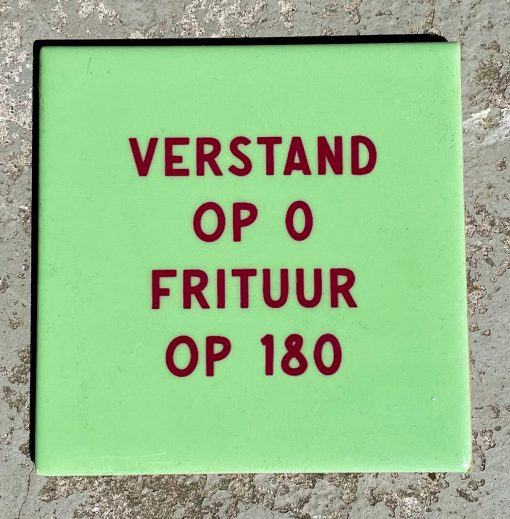 VERSTAND
OP 0
FRITUUR
OP 180